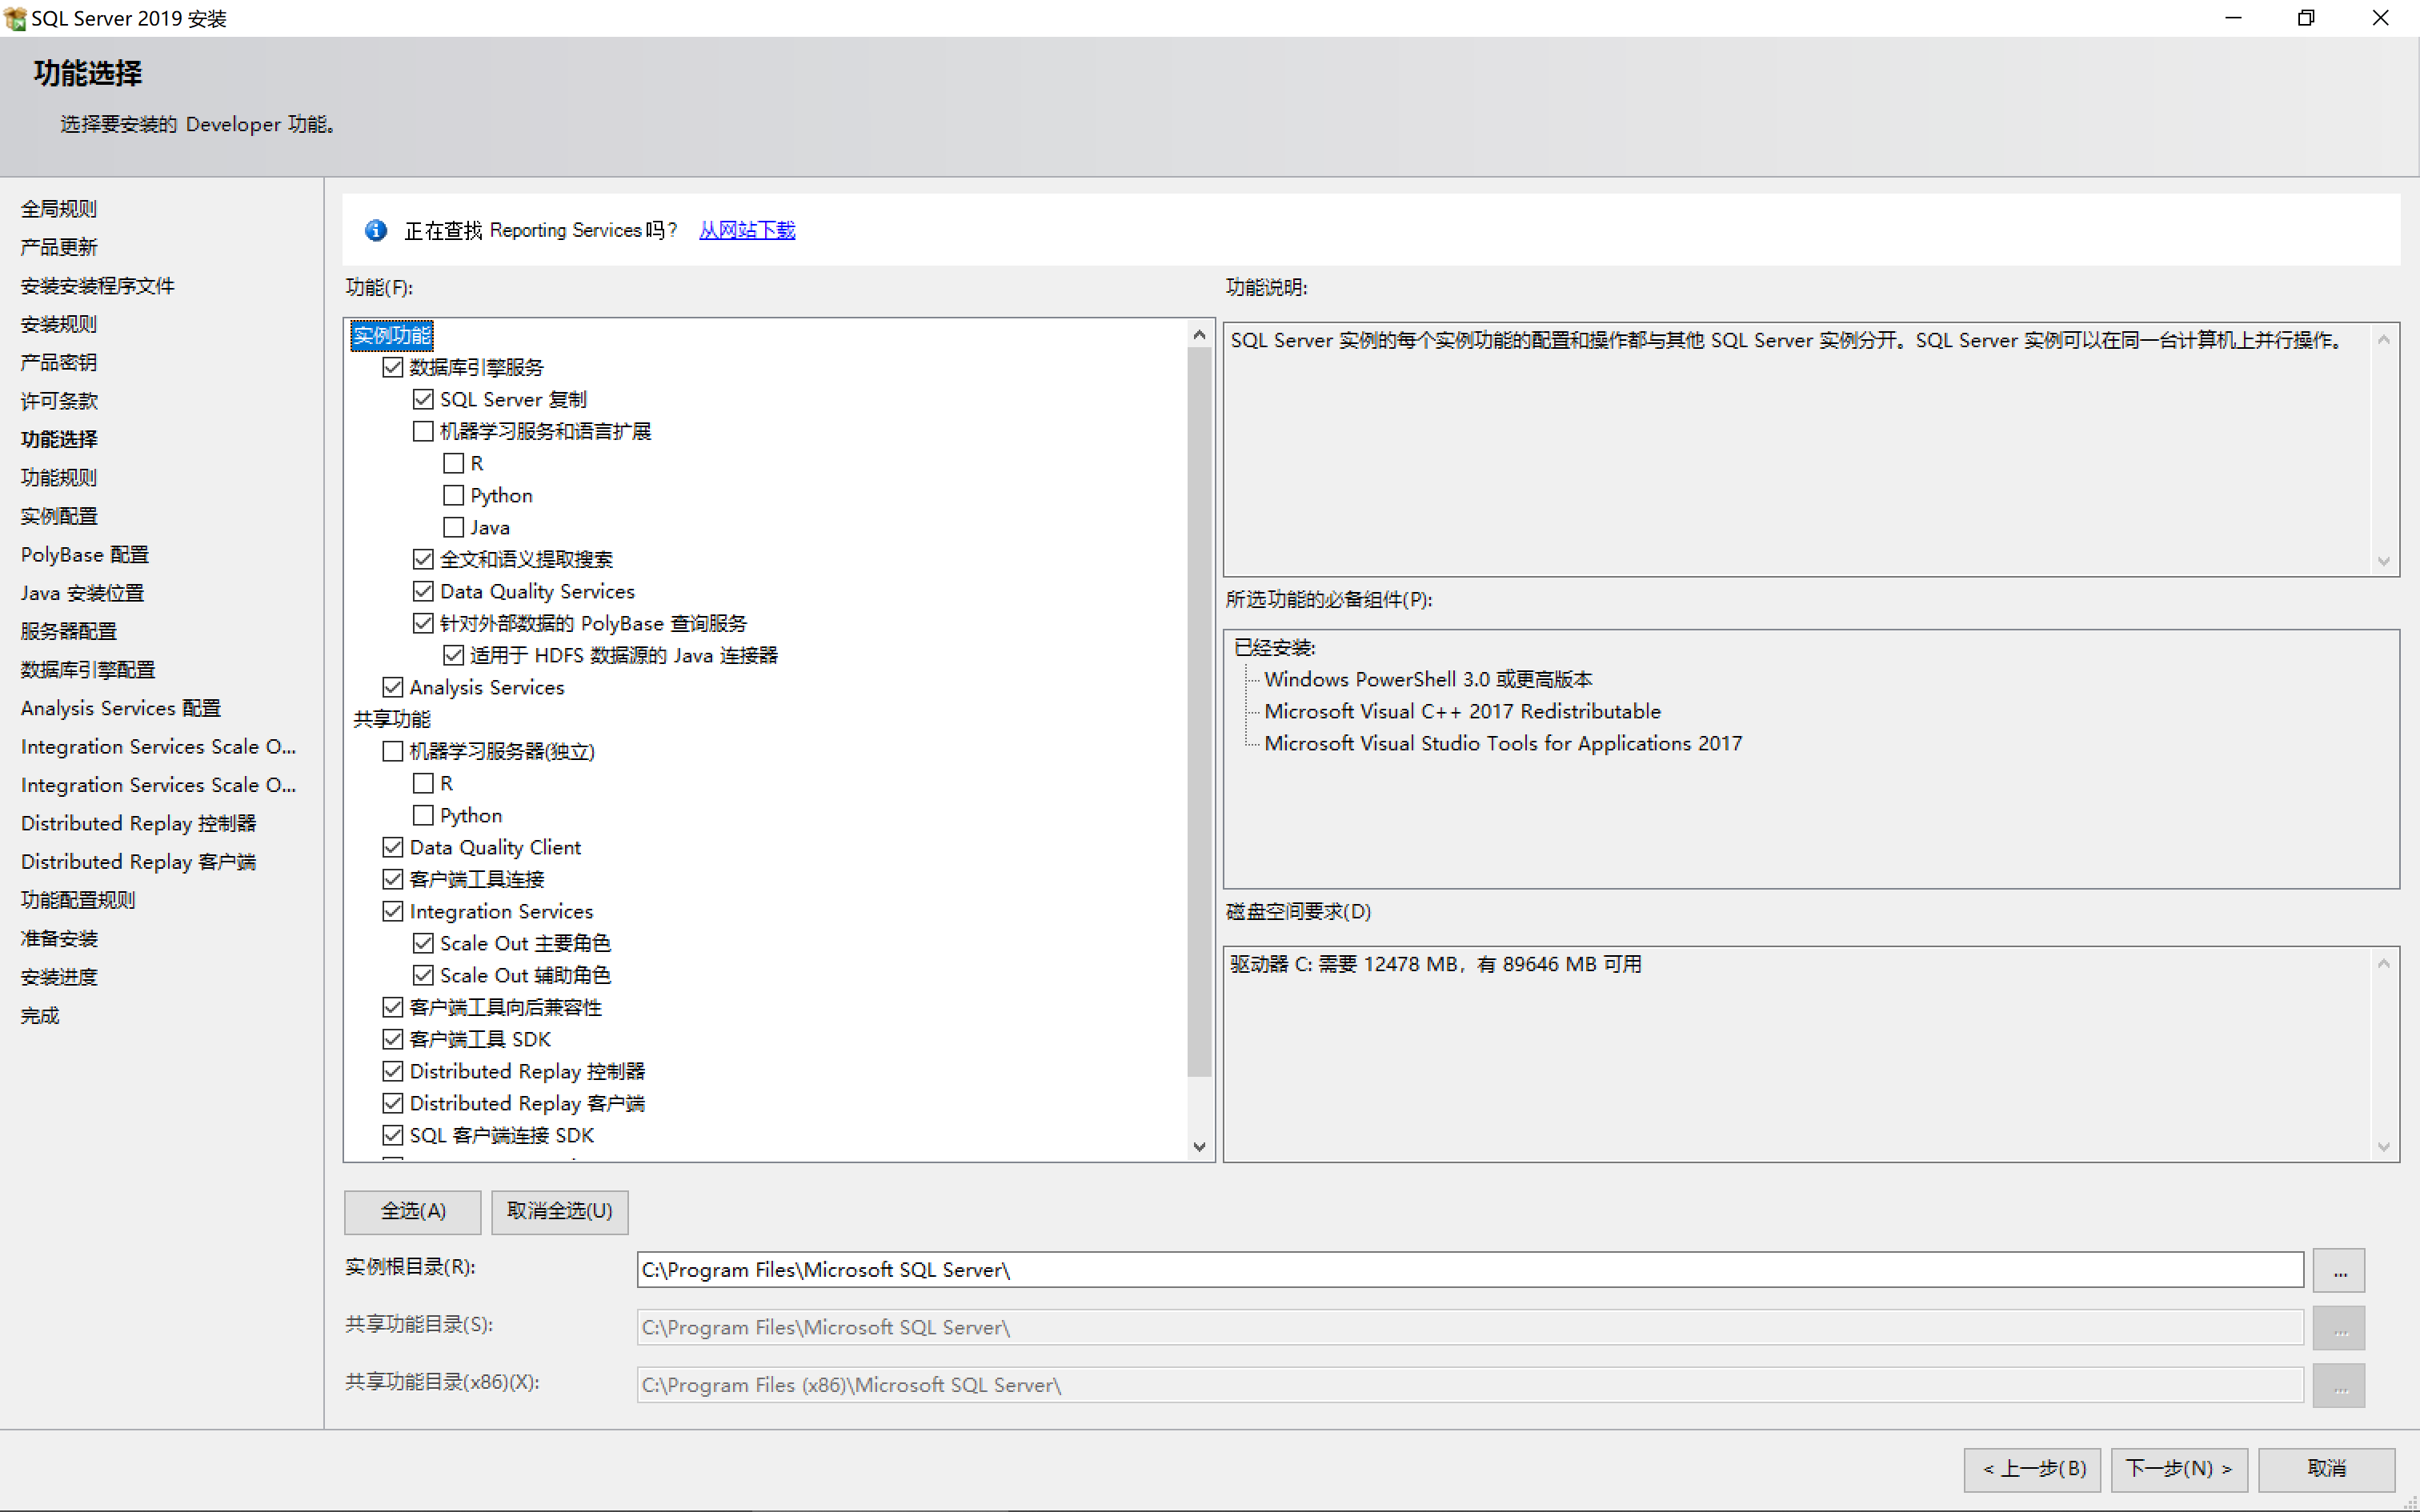 SQL Server 2019 安装
功能选择
选择要安装的 Developer 功能。
全局规则
产品更新
安装安装程序文件
安装规则
产品密钥
许可条款
功能选择
功能规则
实例配置
PolyBase 配置
Java 安装位置
服务器配置
数据库引擎配置
Analysis Services 配置
Integration Services Scale O...
Integration Services Scale O...
Distributed Replay 控制器
Distributed Replay 客户端
功能配置规则
准备安装
安装进度
完成
正在查找 Reporting Services吗? 从网站下载
功能(F):
实例功能
数据库引擎服务
SQL Server 复制
机器学习服务和语言扩展
R
Python
Java
全文和语义提取搜索
Data Quality Services
针对外部数据的 PolyBase 查询服务
适用于 HDFS 数据源的 Java 连接器
Analysis Services
共享功能
机器学习服务器(独立)
R
Python
Data Quality Client
客户端工具连接
Integration Services
Scale Out 主要角色
Scale Out 辅助角色
客户端工具向后兼容性
客户端工具 SDK
Distributed Replay 控制器
Distributed Replay 客户端
SQL 客户端连接 SDK
功能说明:
SQL Server 实例的每个实例功能的配置和操作都与其他 SQL Server 实例分开。SQL Server 实例可以在同一台计算机上并行操作。
所选功能的必备组件(P):
已经安装:
Windows PowerShell 3.0 或更高版本
Microsoft Visual C++ 2017 Redistributable
Microsoft Visual Studio Tools for Applications 2017
磁盘空间要求(D)
驱动器 C: 需要 12478 MB，有 89646 MB 可用
全选(A) 取消全选(U)
实例根目录(R): C:\Program Files\Microsoft SQL Server\ ...
共享功能目录(S): C:\Program Files\Microsoft SQL Server\ ...
共享功能目录(x86)(X): C:\Program Files (x86)\Microsoft SQL Server\ ...
< 上一步(B) 下一步(N) > 取消